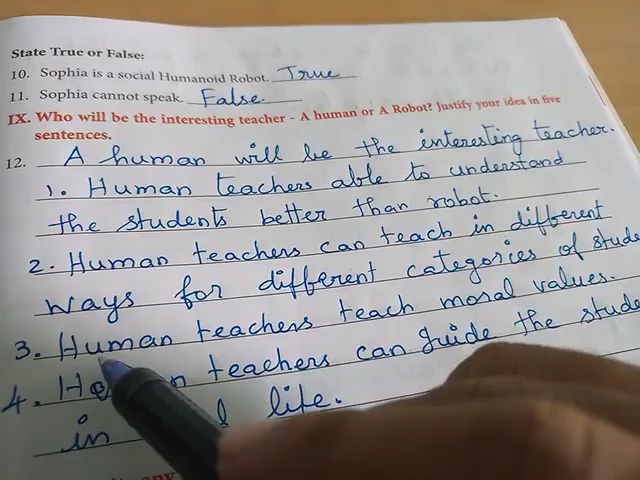 State True or False:
10. Sophia is a social Humanoid Robot. True
11. Sophia cannot speak. False.
IX. Who will be the interesting teacher - A human or A Robot? Justify your idea in five
sentences.
12. A human will be the interesting teacher.
1. Human teachers able to understand
the students better than robot.
2. Human teachers can teach in different
ways for different categories of stude
3. Human teachers teach moral values.
4. teachers can guide the stude
in life.
any